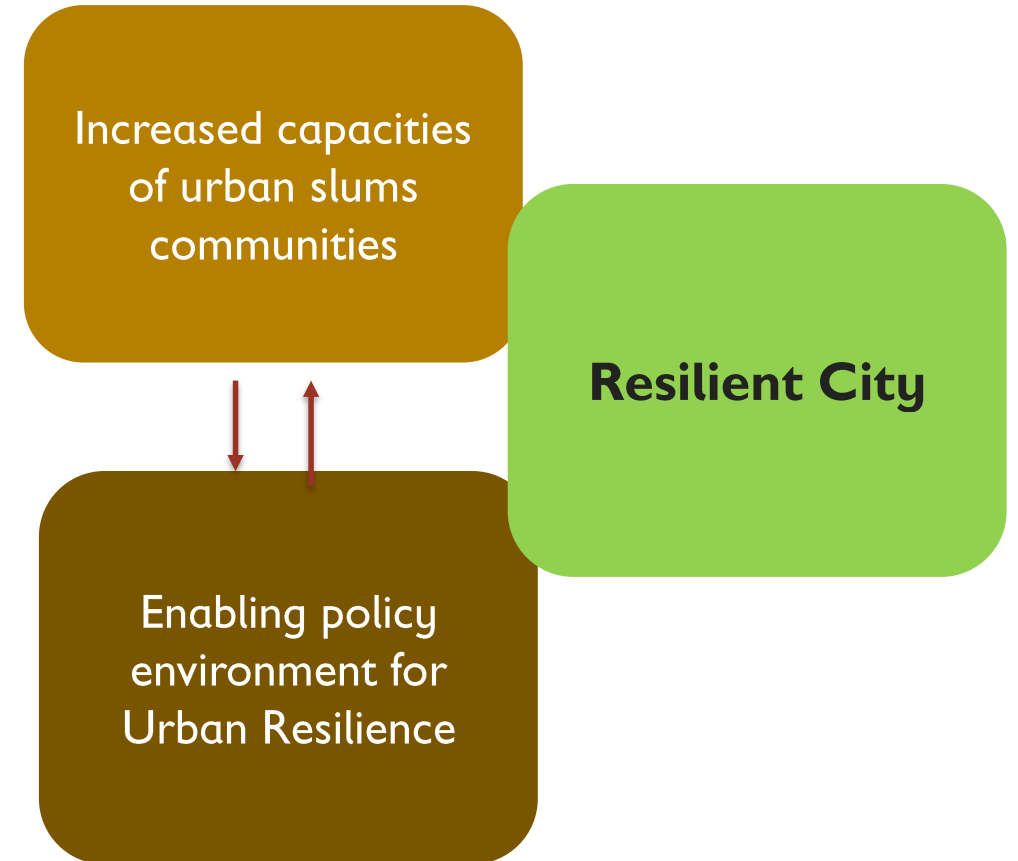 Increased capacities
of urban slums
communities
Resilient City
Enabling policy
environment for
Urban Resilience